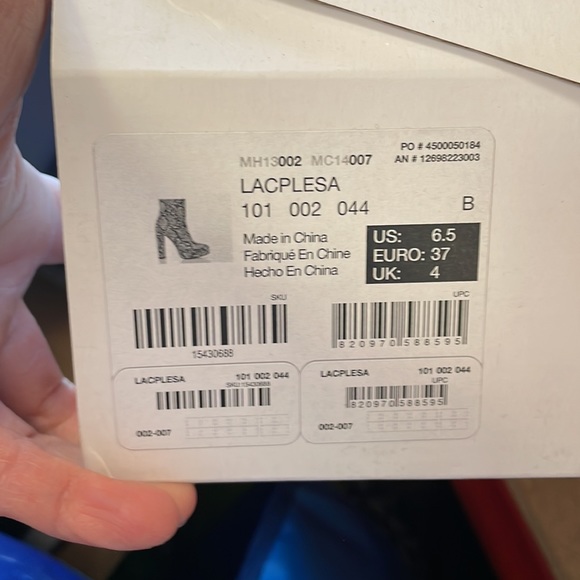 MH13002 MC14007
PO # 4500050184
AN # 12698223003
LACPLESA
101 002 044
B
Made in China
Fabriqué En Chine
Hecho En China
US: 6.5
EURO: 37
UK: 4
SKU
15430688
UPC
820970588595
LACPLESA 101 002 044
SKU:15430688
002-007
LACPLESA 101 002 044
UPC
820970588595
002-007